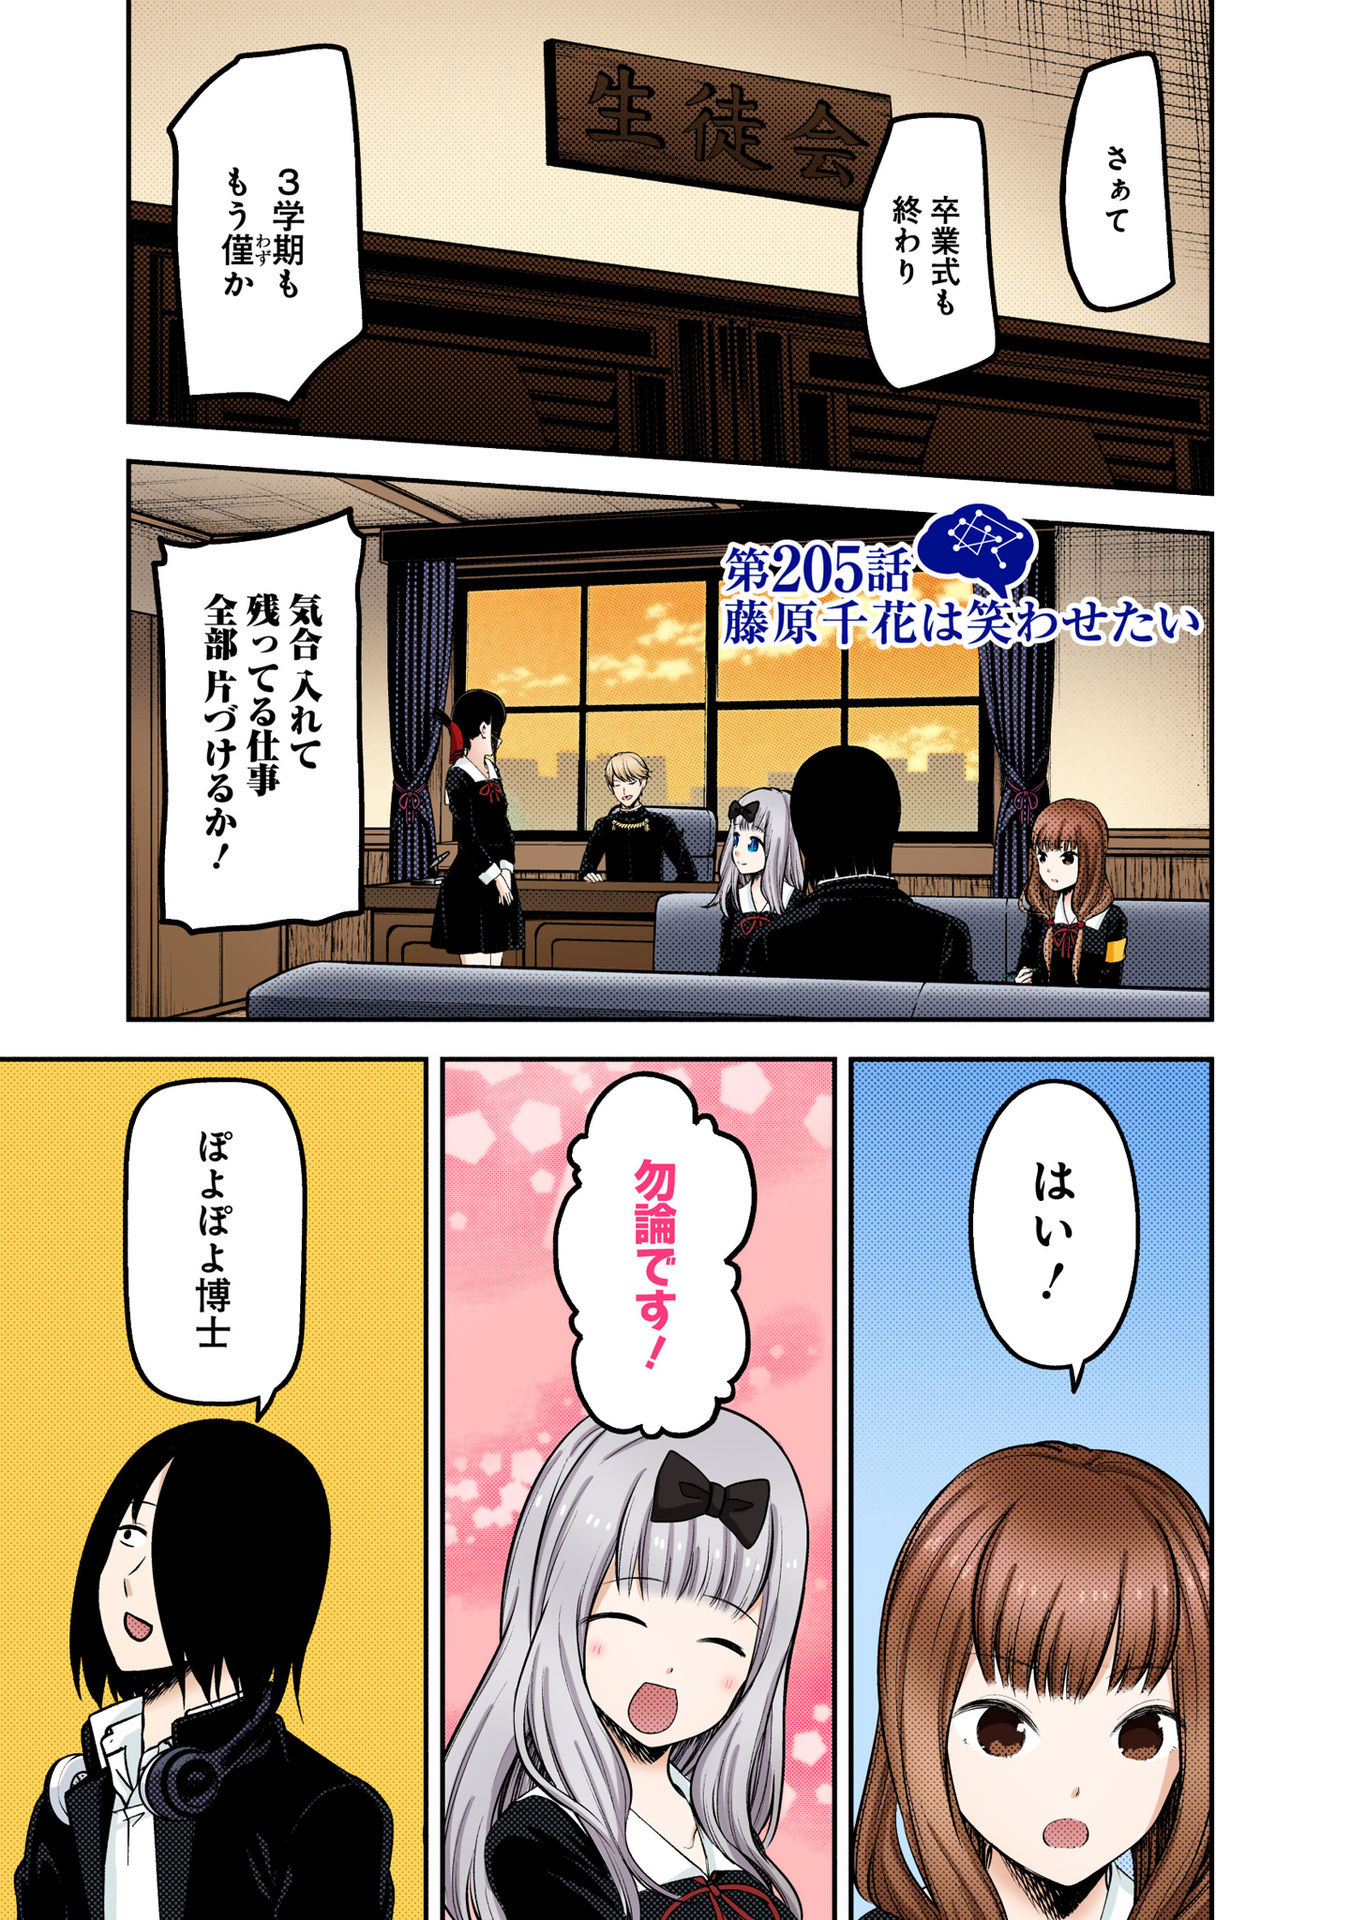 さぁて
生徒会
卒業式も
終わり
3学期も
もう僅か
わず
第205話
藤原千花は笑わせたい
気合入れて
残ってる仕事
全部片づけるか!
はい!
勿論です!
ぽよぽよ博士